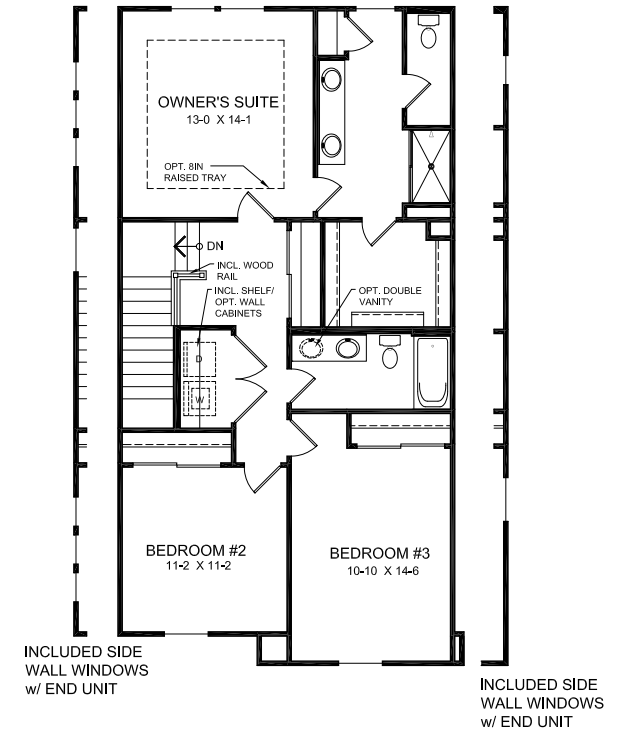 OWNER'S SUITE
13-0 X 14-1
OPT. 8IN
RAISED TRAY
DN
INCL. WOOD
RAIL
INCL. SHELF/
OPT. WALL
CABINETS
OPT. DOUBLE
VANITY
D
W
BEDROOM #2
11-2 X 11-2
BEDROOM #3
10-10 X 14-6
INCLUDED SIDE
WALL WINDOWS
w/ END UNIT
INCLUDED SIDE
WALL WINDOWS
w/ END UNIT